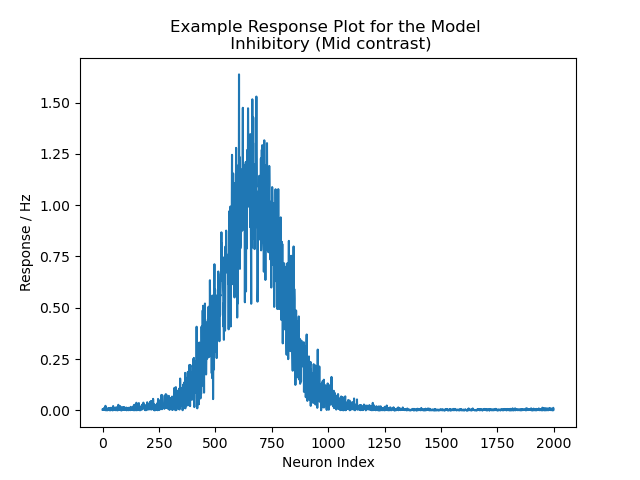 Example Response Plot for the Model
Inhibitory (Mid contrast)
1.50
1.25
1.00
0.75
0.50
0.25
0.00
Response / Hz
0 250 500 750 1000 1250 1500 1750 2000
Neuron Index